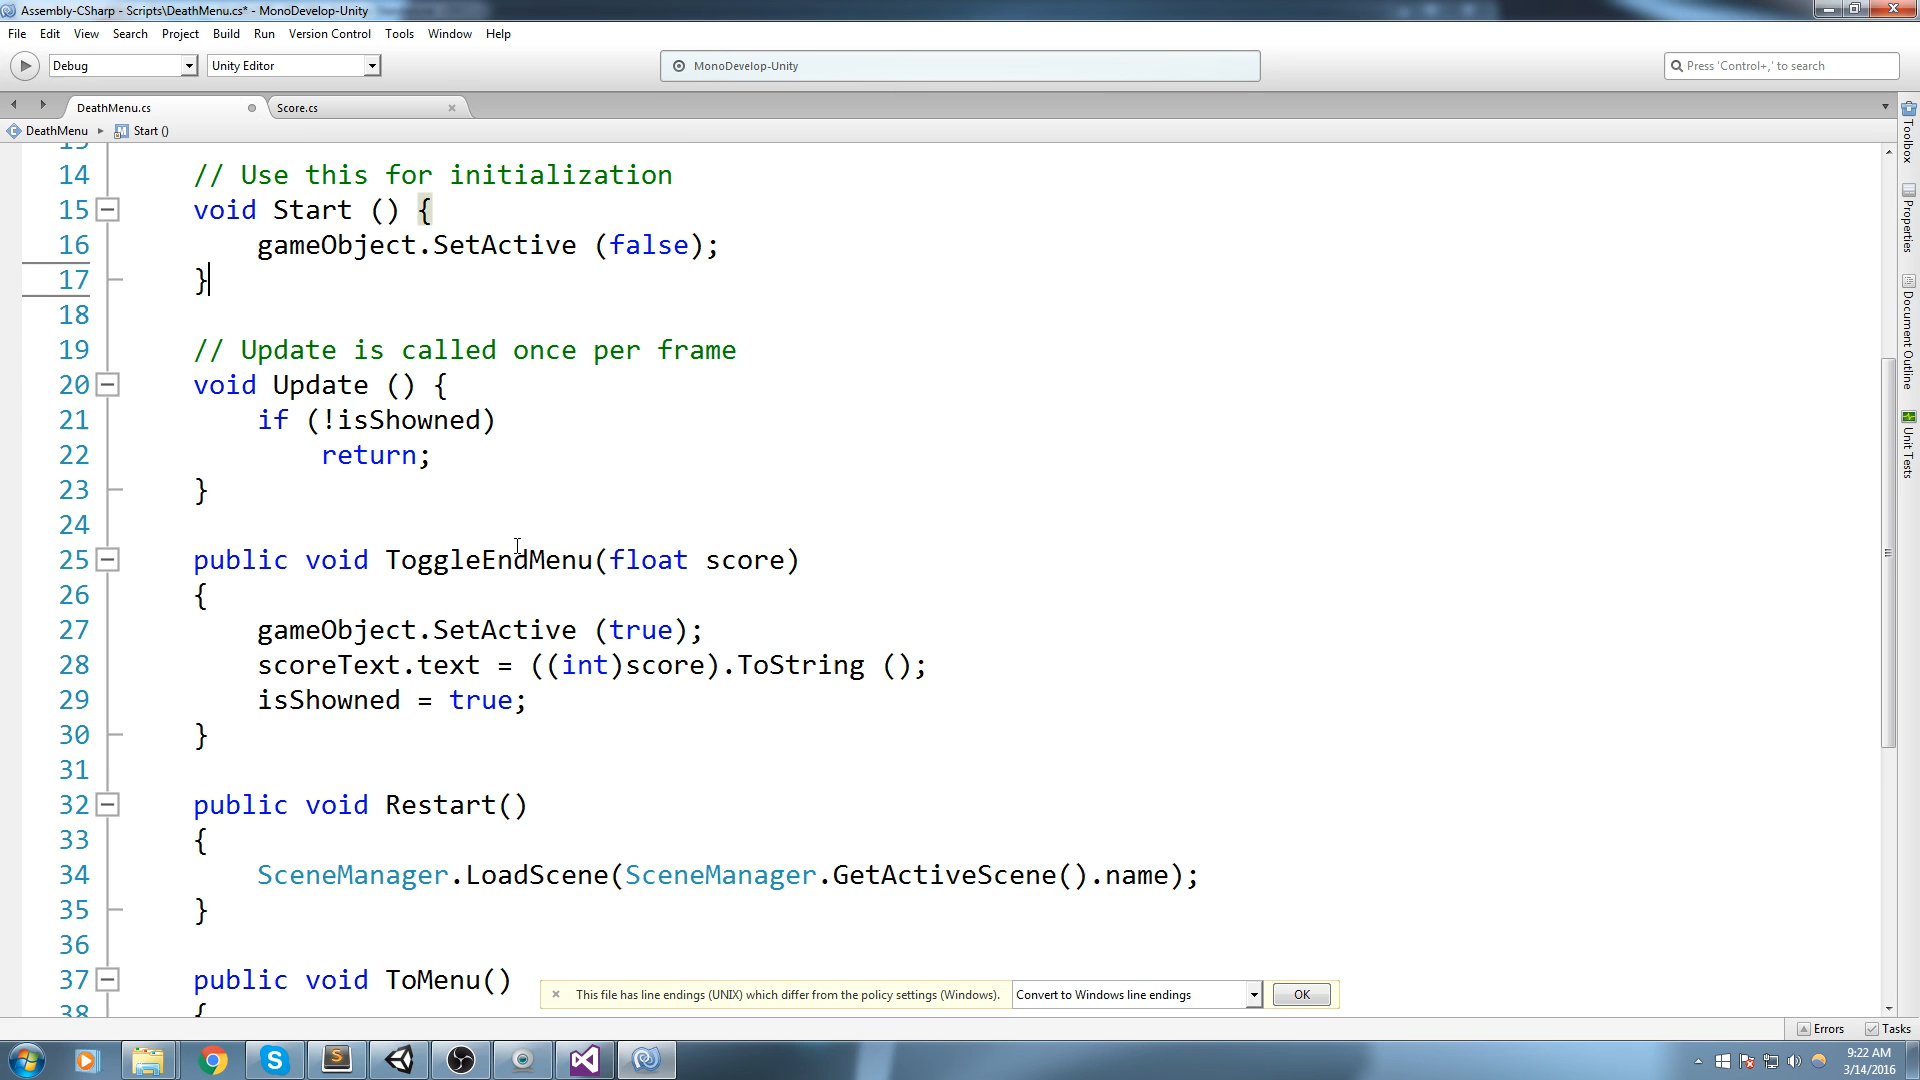 Assembly-CSharp - Scripts\DeathMenu.cs* - MonoDevelop-Unity
File Edit View Search Project Build Run Version Control Tools Window Help
Debug Unity Editor MonoDevelop-Unity Press 'Control+,' to search
DeathMenu.cs Score.cs
DeathMenu Start ()
14 // Use this for initialization
15 void Start () {
16 gameObject.SetActive (false);
17 }
18
19 // Update is called once per frame
20 void Update () {
21 if (!isShowned)
22 return;
23 }
24
25 public void ToggleEndMenu(float score)
26 {
27 gameObject.SetActive (true);
28 scoreText.text = ((int)score).ToString ();
29 isShowned = true;
30 }
31
32 public void Restart()
33 {
34 SceneManager.LoadScene(SceneManager.GetActiveScene().name);
35 }
36
37 public void ToMenu()
38 {
This file has line endings (UNIX) which differ from the policy settings (Windows). Convert to Windows line endings OK
Toolbox
Properties
Document Outline
Unit Tests
Errors Tasks
9:22 AM
3/14/2016